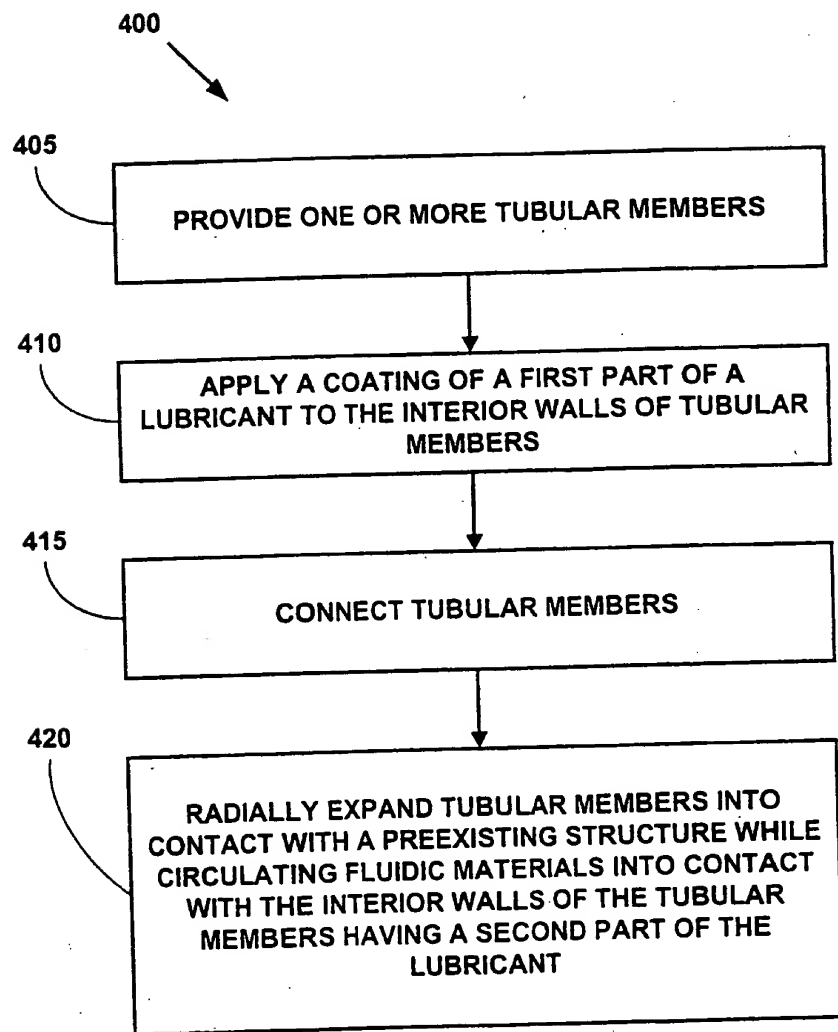 400
405
PROVIDE ONE OR MORE TUBULAR MEMBERS
410
APPLY A COATING OF A FIRST PART OF A
LUBRICANT TO THE INTERIOR WALLS OF TUBULAR
MEMBERS
415
CONNECT TUBULAR MEMBERS
420
RADIALLY EXPAND TUBULAR MEMBERS INTO
CONTACT WITH A PREEXISTING STRUCTURE WHILE
CIRCULATING FLUIDIC MATERIALS INTO CONTACT
WITH THE INTERIOR WALLS OF THE TUBULAR
MEMBERS HAVING A SECOND PART OF THE
LUBRICANT